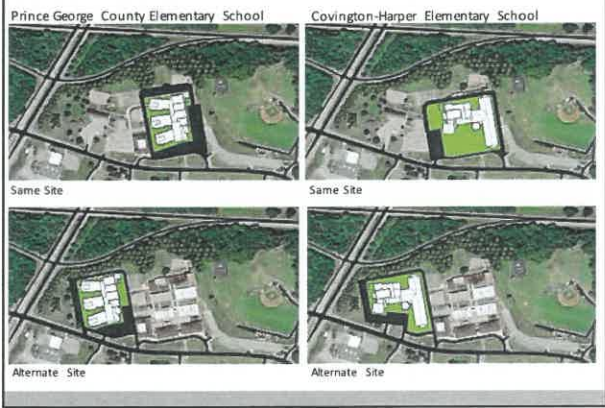 Prince George County Elementary School
Covington-Harper Elementary School
Same Site
Same Site
Alternate Site
Alternate Site